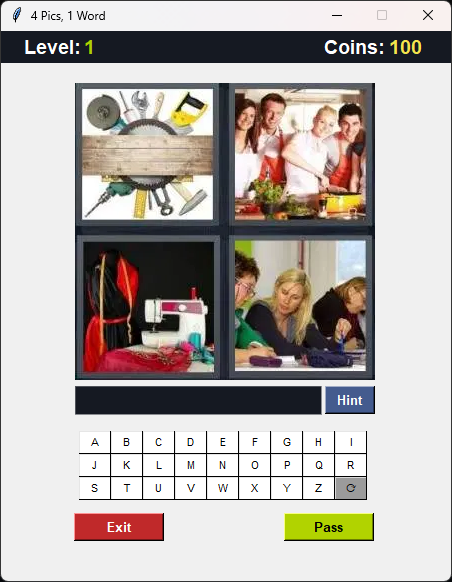 4 Pics, 1 Word
Level: 1 Coins: 100
Hint
A B C D E F G H I
J K L M N O P Q R
S T U V W X Y Z
Exit Pass